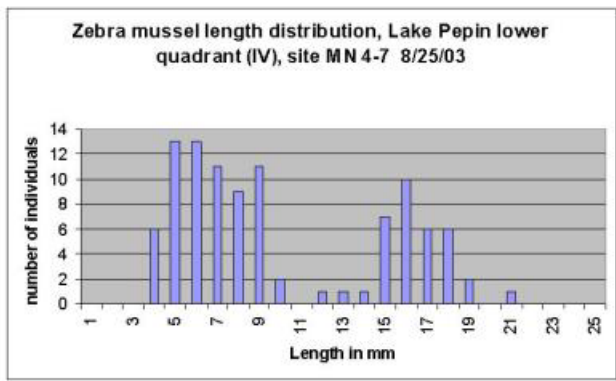 Zebra mussel length distribution, Lake Pepin lower
quadrant (IV), site MN 4-7 8/25/03
14
12
10
8
6
4
2
0
number of individuals
1 3 5 7 9 11 13 15 17 19 21 23 25
Length in mm